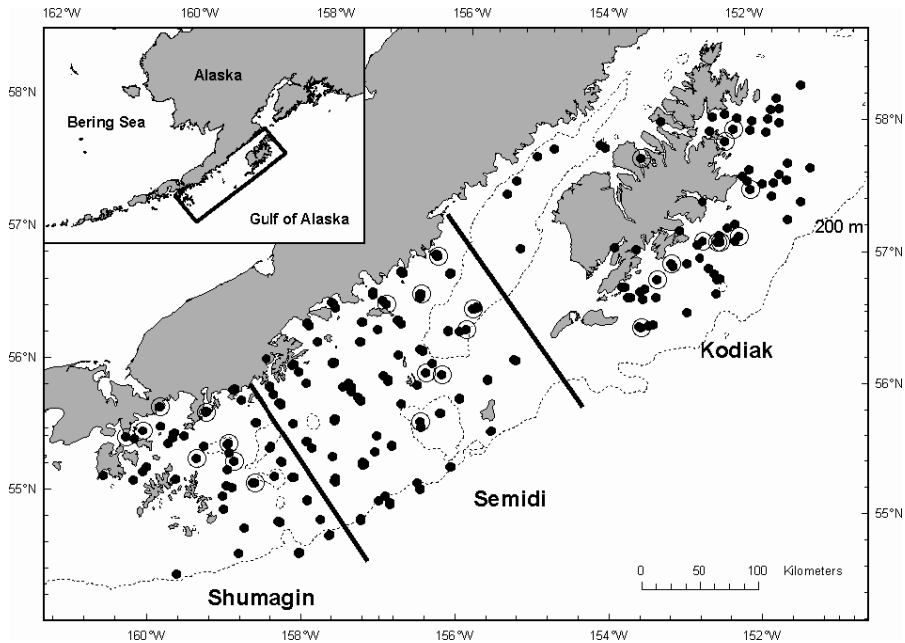 162°W 160°W 158°W 156°W 154°W 152°W
Alaska
Bering Sea
Gulf of Alaska
58°N
58°N
57°N
200 m
57°N
56°N
Kodiak
56°N
55°N
Semidi
55°N
Shumagin
0 50 100 Kilometers
160°W 158°W 156°W 154°W 152°W